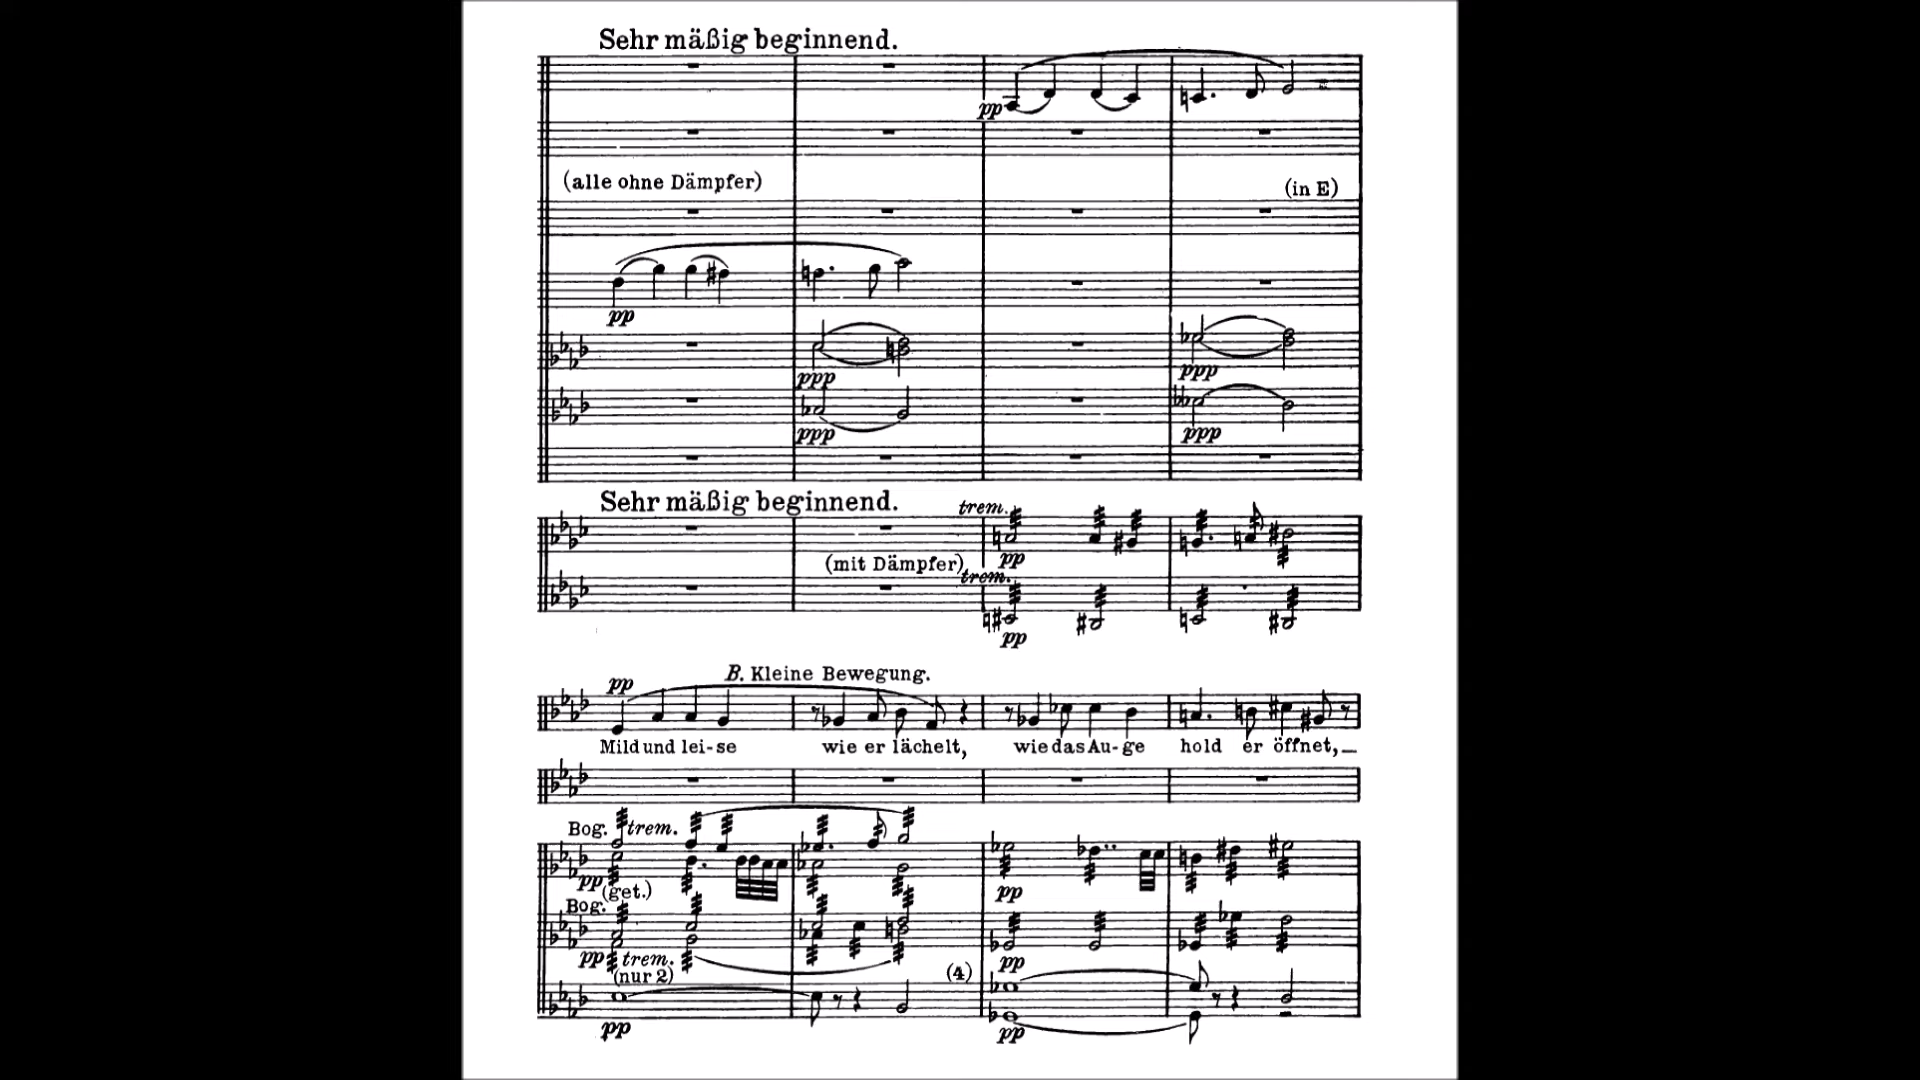 Sehr mäßig beginnend.
pp
(alle ohne Dämpfer)
(in E)
pp
ppp
ppp
ppp
ppp
Sehr mäßig beginnend.
trem.
(mit Dämpfer)
pp
trem.
pp
B. Kleine Bewegung.
pp
Mild und lei-se wie er lächelt, wie das Au-ge hold er öffnet,_
Bog. trem.
pp (get.)
pp
Bog.
pp trem.
pp
(nur 2)
(4)
pp
pp